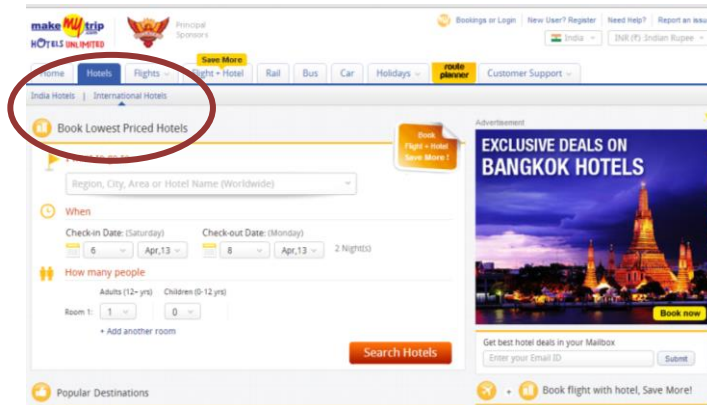 make my trip .com
HOTELS UNLIMITED
Principal
Sponsors
Bookings or Login | New User? Register | Need Help? | Report an issu
India
INR (₹) Indian Rupee
Save More
Home
Hotels
Flights
Flight + Hotel
Rail
Bus
Car
Holidays
route planner
Customer Support
India Hotels | International Hotels
Book Lowest Priced Hotels
Book
Flight + Hotel
Save More !
Region, City, Area or Hotel Name (Worldwide)
When
Check-in Date: (Saturday)
Check-out Date: (Monday)
6 Apr,13
8 Apr,13
2 Night(s)
How many people
Adults (12+ yrs)
Children (0-12 yrs)
Room 1: 1 0
+ Add another room
Search Hotels
Popular Destinations
Advertisement
EXCLUSIVE DEALS ON
BANGKOK HOTELS
Book now
Get best hotel deals in your Mailbox
Enter your Email ID
Submit
+ Book flight with hotel, Save More!